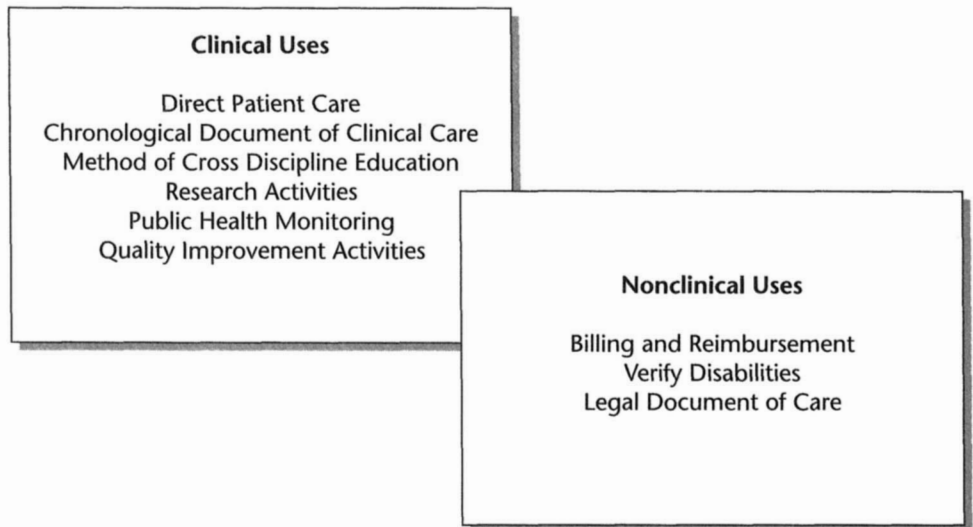 Clinical Uses
Direct Patient Care
Chronological Document of Clinical Care
Method of Cross Discipline Education
Research Activities
Public Health Monitoring
Quality Improvement Activities
Nonclinical Uses
Billing and Reimbursement
Verify Disabilities
Legal Document of Care